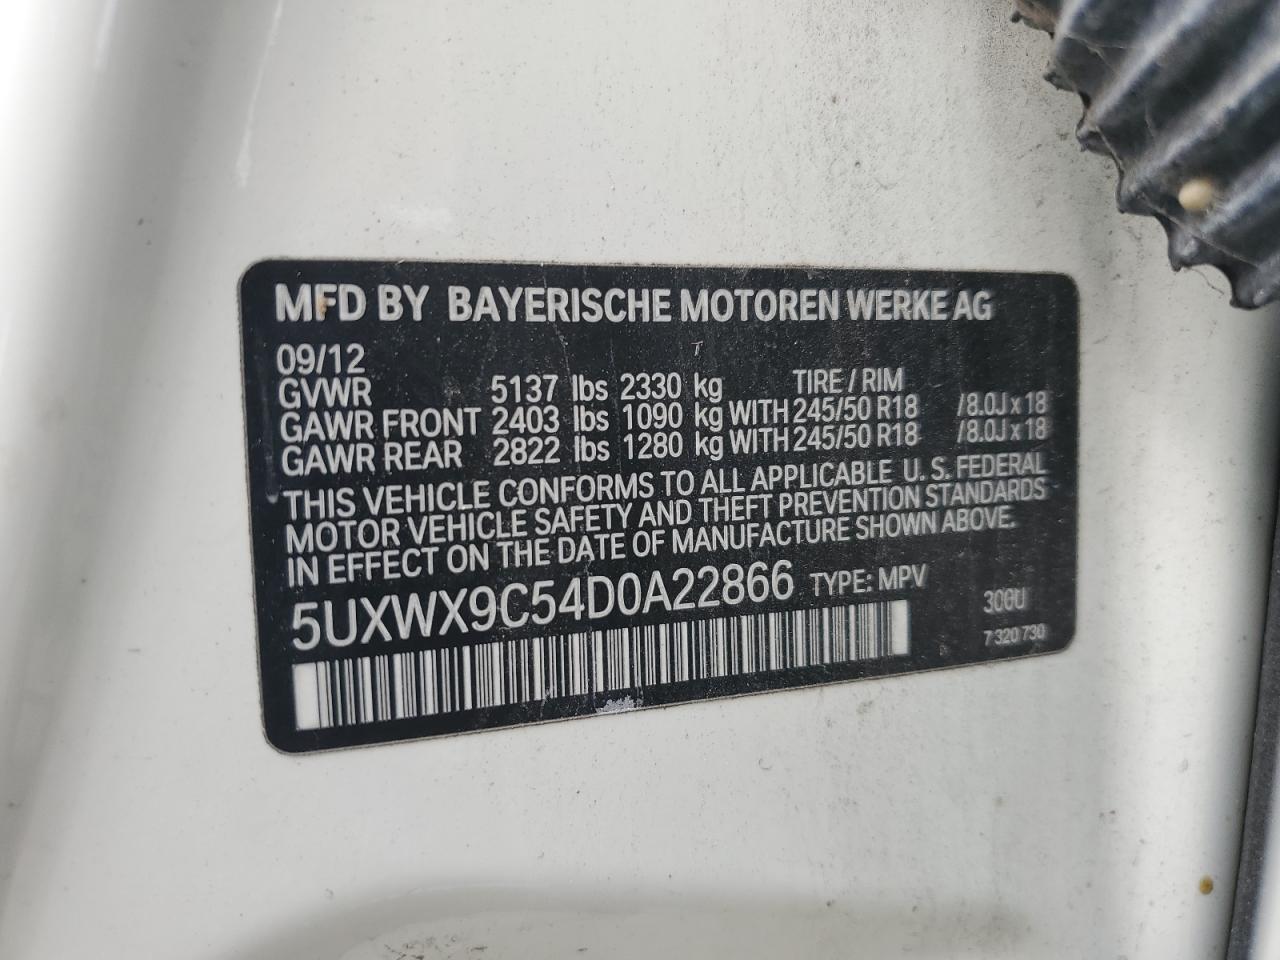 MFD BY BAYERISCHE MOTOREN WERKE AG
09/12
GVWR 5137 lbs 2330 kg TIRE / RIM
GAWR FRONT 2403 lbs 1090 kg WITH 245/50 R18 /8.0J x 18
GAWR REAR 2822 lbs 1280 kg WITH 245/50 R18 /8.0J x 18
THIS VEHICLE CONFORMS TO ALL APPLICABLE U. S. FEDERAL
MOTOR VEHICLE SAFETY AND THEFT PREVENTION STANDARDS
IN EFFECT ON THE DATE OF MANUFACTURE SHOWN ABOVE.
5UXWX9C54D0A22866 TYPE: MPV
300U
7 320 730